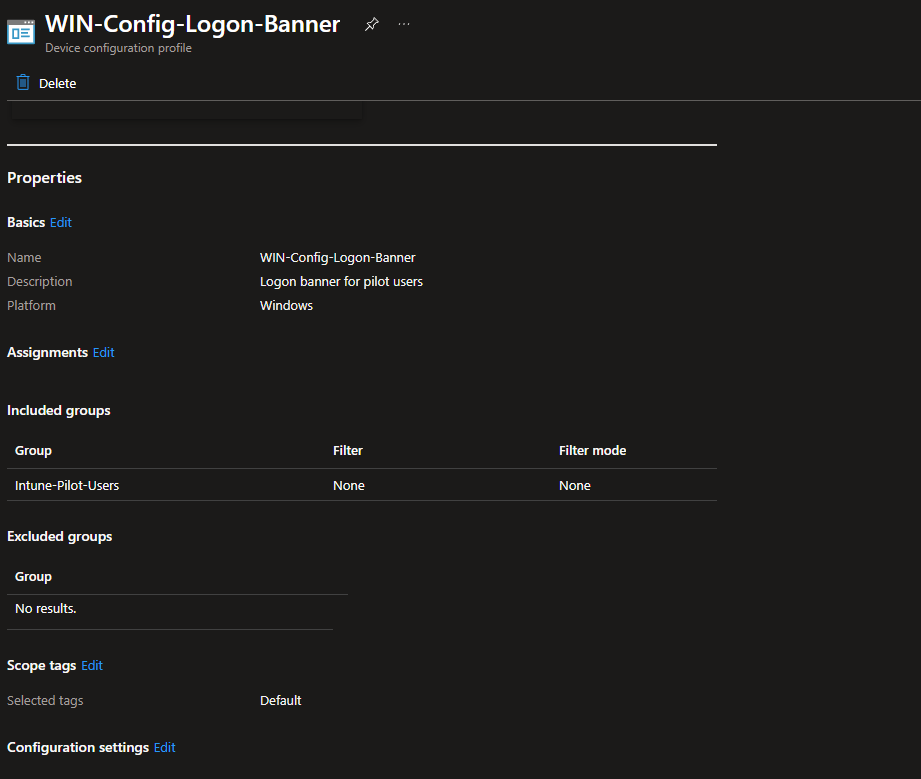 WIN-Config-Logon-Banner
Device configuration profile
Delete
Properties
Basics Edit
Name WIN-Config-Logon-Banner
Description Logon banner for pilot users
Platform Windows
Assignments Edit
Included groups
Group Filter Filter mode
Intune-Pilot-Users None None
Excluded groups
Group
No results.
Scope tags Edit
Selected tags Default
Configuration settings Edit